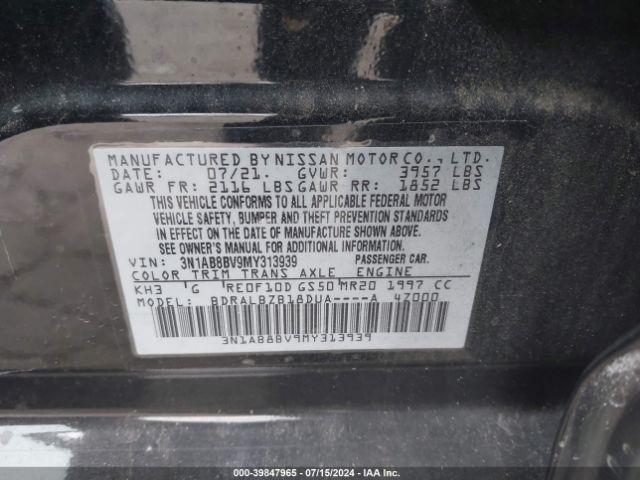 MANUFACTURED BY NISSAN MOTOR CO., LTD.
DATE: 07/21. GVWR: 3957 LBS
GAWR FR: 2116 LBS GAWR RR: 1852 LBS
THIS VEHICLE CONFORMS TO ALL APPLICABLE FEDERAL MOTOR
VEHICLE SAFETY, BUMPER AND THEFT PREVENTION STANDARDS
IN EFFECT ON THE DATE OF MANUFACTURE SHOWN ABOVE.
SEE OWNER'S MANUAL FOR ADDITIONAL INFORMATION.
VIN: 3N1AB8BV9MY313939 PASSENGER CAR.
COLOR TRIM TRANS AXLE ENGINE
KH3 G RE0F10D GS50 MR20 1997 CC
MODEL: BDRALBZB18DUA----A 47000
3N1AB8BV9MY313939
000-39847965 - 07/15/2024 - IAA Inc.